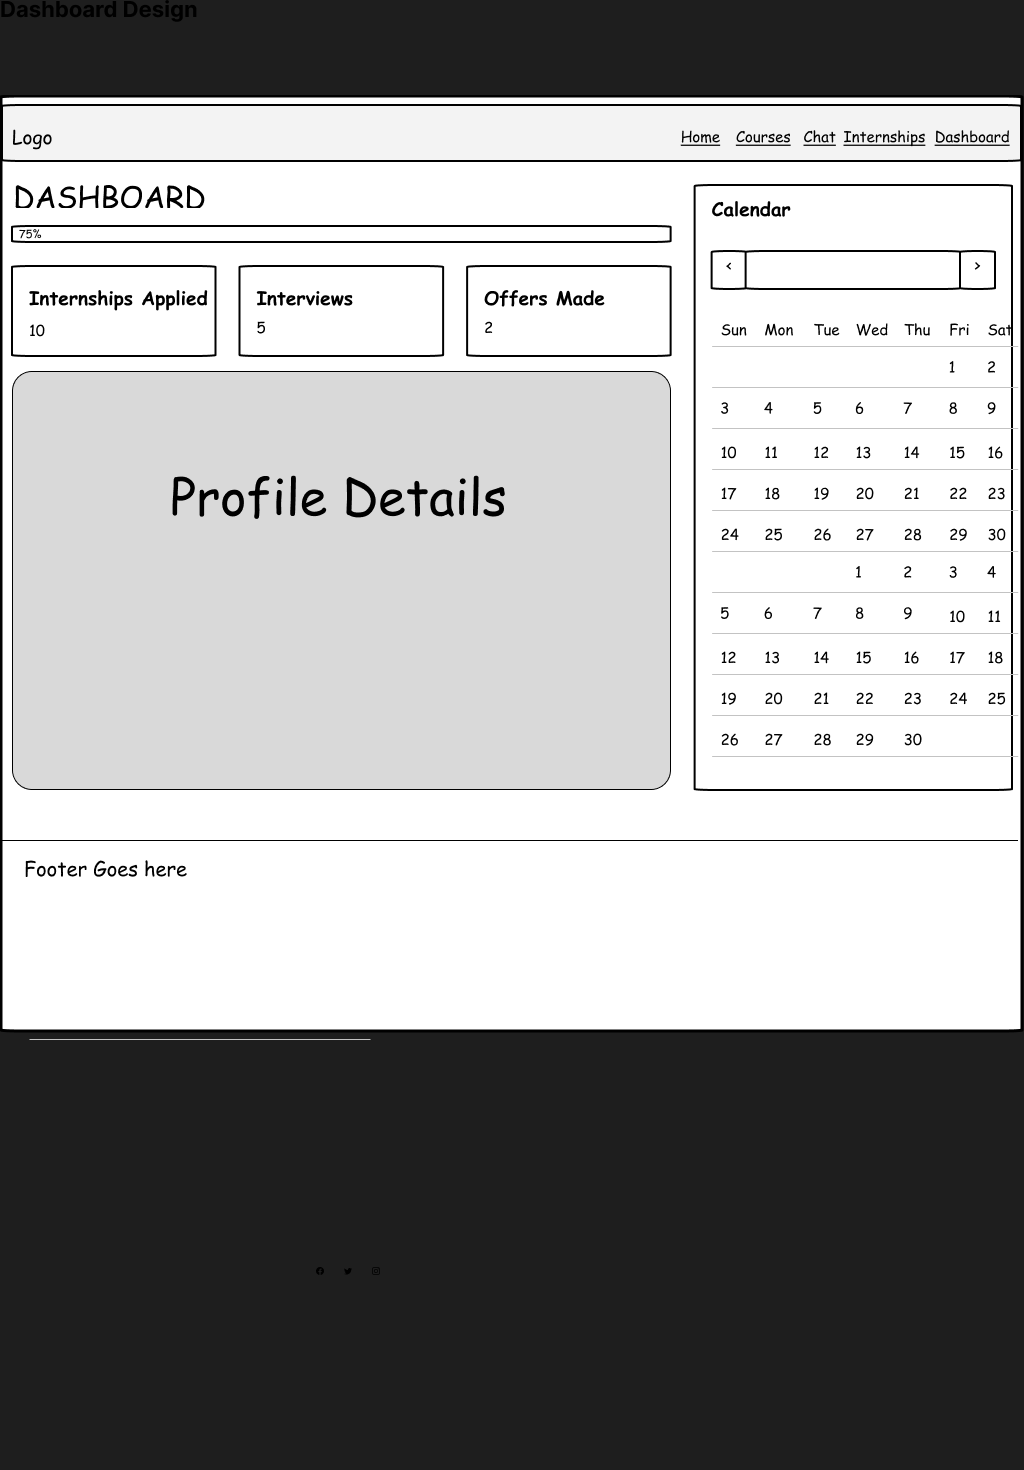 Dashboard Design
Logo
Home Courses Chat Internships Dashboard
DASHBOARD
75%
Internships Applied
10
Interviews
5
Offers Made
2
Profile Details
Calendar
‹ ›
Sun Mon Tue Wed Thu Fri Sat
1 2
3 4 5 6 7 8 9
10 11 12 13 14 15 16
17 18 19 20 21 22 23
24 25 26 27 28 29 30
1 2 3 4
5 6 7 8 9 10 11
12 13 14 15 16 17 18
19 20 21 22 23 24 25
26 27 28 29 30
Footer Goes here